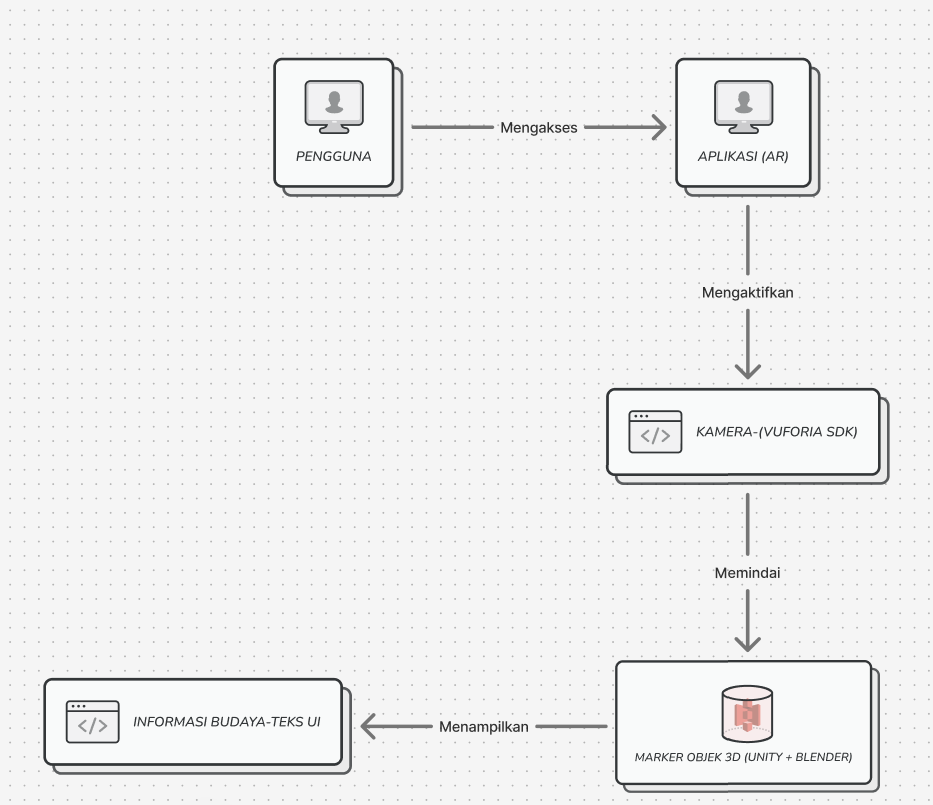 Mengakses
PENGGUNA
APLIKASI (AR)
Mengaktifkan
KAMERA-(VUFORIA SDK)
Memindai
INFORMASI BUDAYA-TEKS UI
Menampilkan
MARKER OBJEK 3D (UNITY + BLENDER)